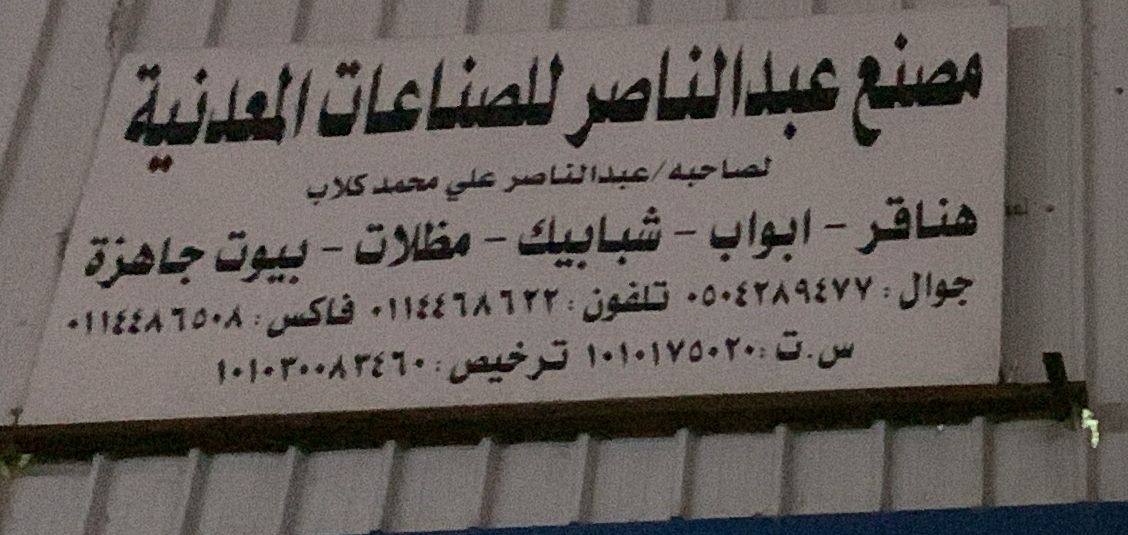 مصنع عبدالناصر للصناعات المعدنية
لصاحبه/عبدالناصر علي محمد كلاب
هناقر - ابواب - شبابيك - مظلات - بيوت جاهزة
جوال: ٠٥٠٤٢٨٩٤٧٧ تلفون: ٠١١٤٤٦٨٦٢٢ فاكس: ٠١١٤٤٨٦٥٠٨
س.ت: ١٠١٠١٧٥٠٢٠ ترخيص: ١٠١٠٣٠٠٨٣٤٦٠